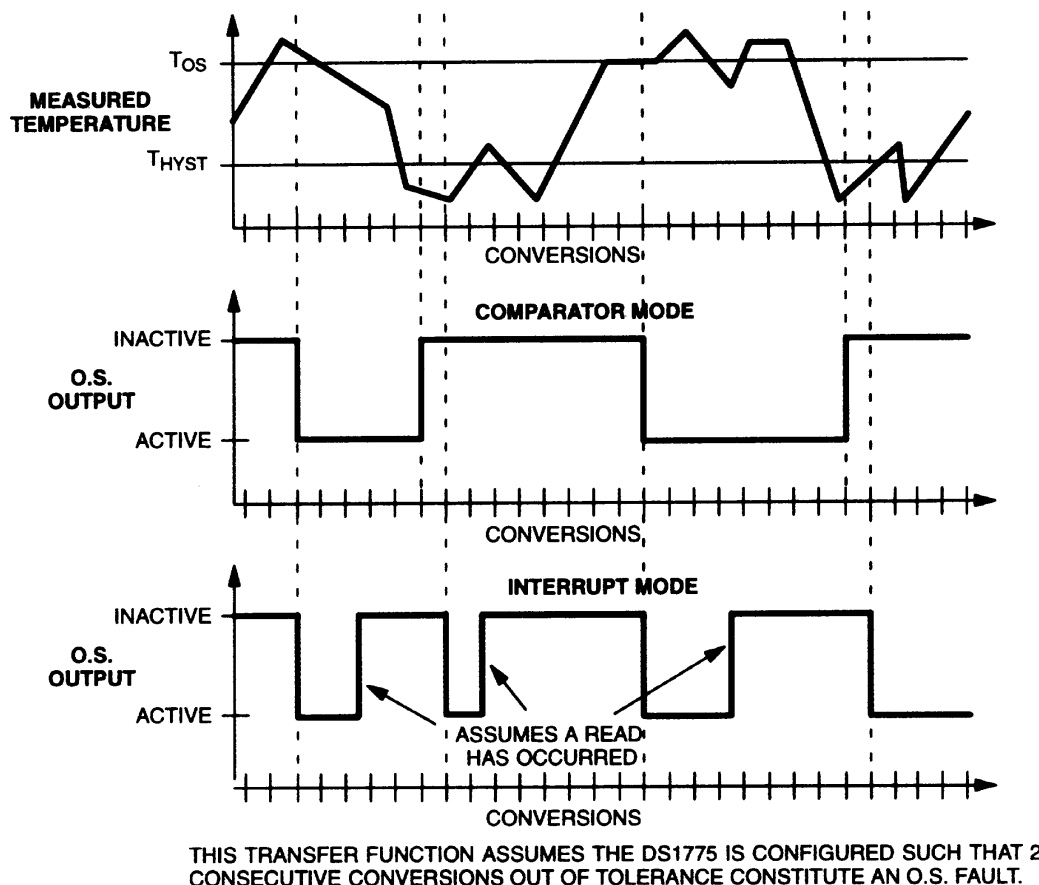 TOS
MEASURED
TEMPERATURE
THYST
CONVERSIONS
COMPARATOR MODE
INACTIVE
O.S.
OUTPUT
ACTIVE
CONVERSIONS
INTERRUPT MODE
INACTIVE
O.S.
OUTPUT
ACTIVE
ASSUMES A READ
HAS OCCURRED
CONVERSIONS
THIS TRANSFER FUNCTION ASSUMES THE DS1775 IS CONFIGURED SUCH THAT 2
CONSECUTIVE CONVERSIONS OUT OF TOLERANCE CONSTITUTE AN O.S. FAULT.